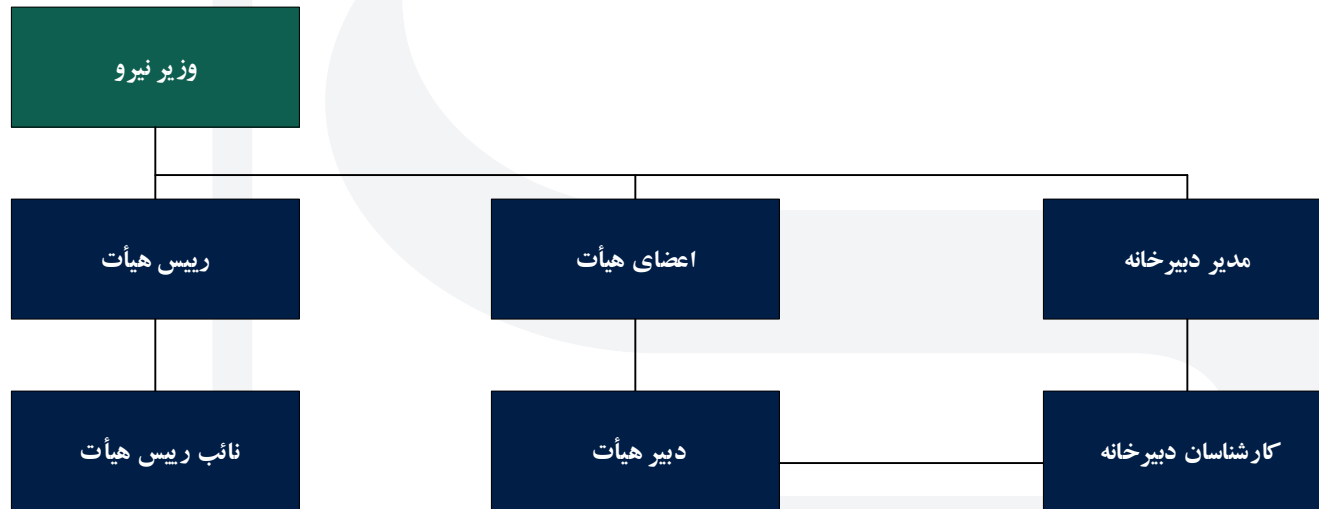 وزیر نیرو
مدیر دبیرخانه
اعضای هیأت
رییس هیأت
کارشناسان دبیرخانه
دبیر هیأت
نائب رییس هیأت